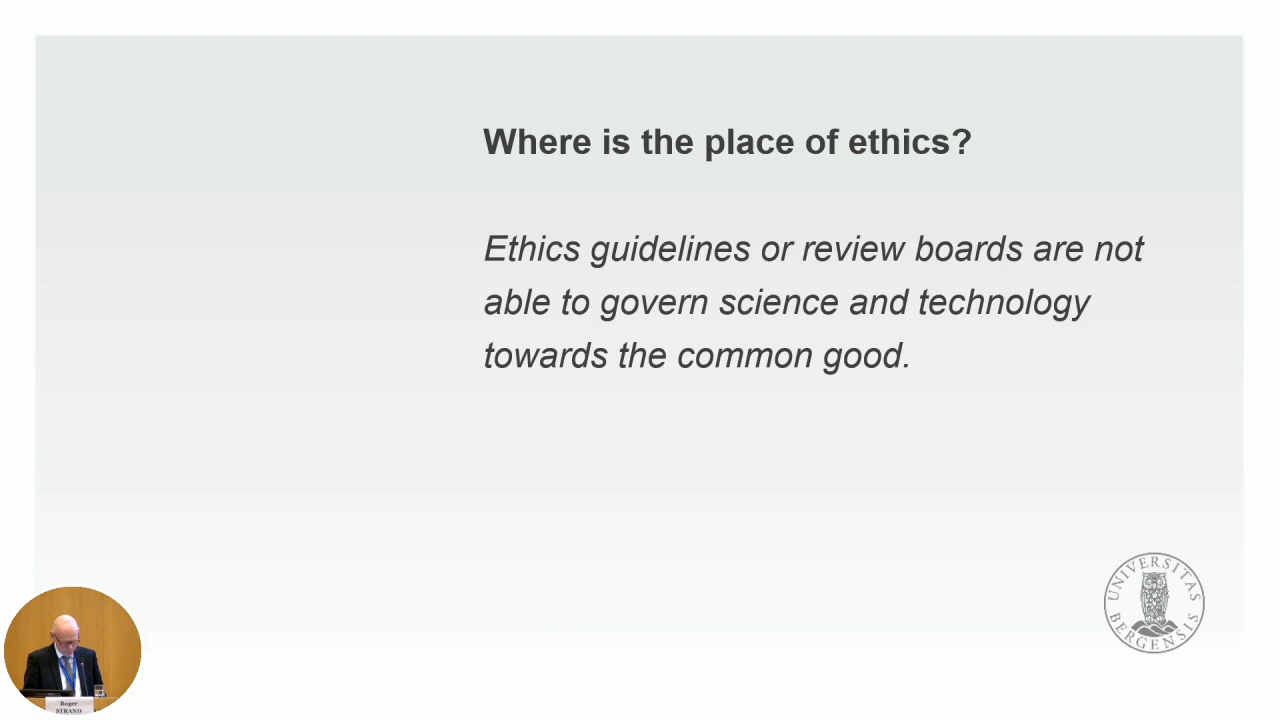 Where is the place of ethics?
Ethics guidelines or review boards are not
able to govern science and technology
towards the common good.
UNIVERSITAS
BERGENSIS
Roger
STRAND